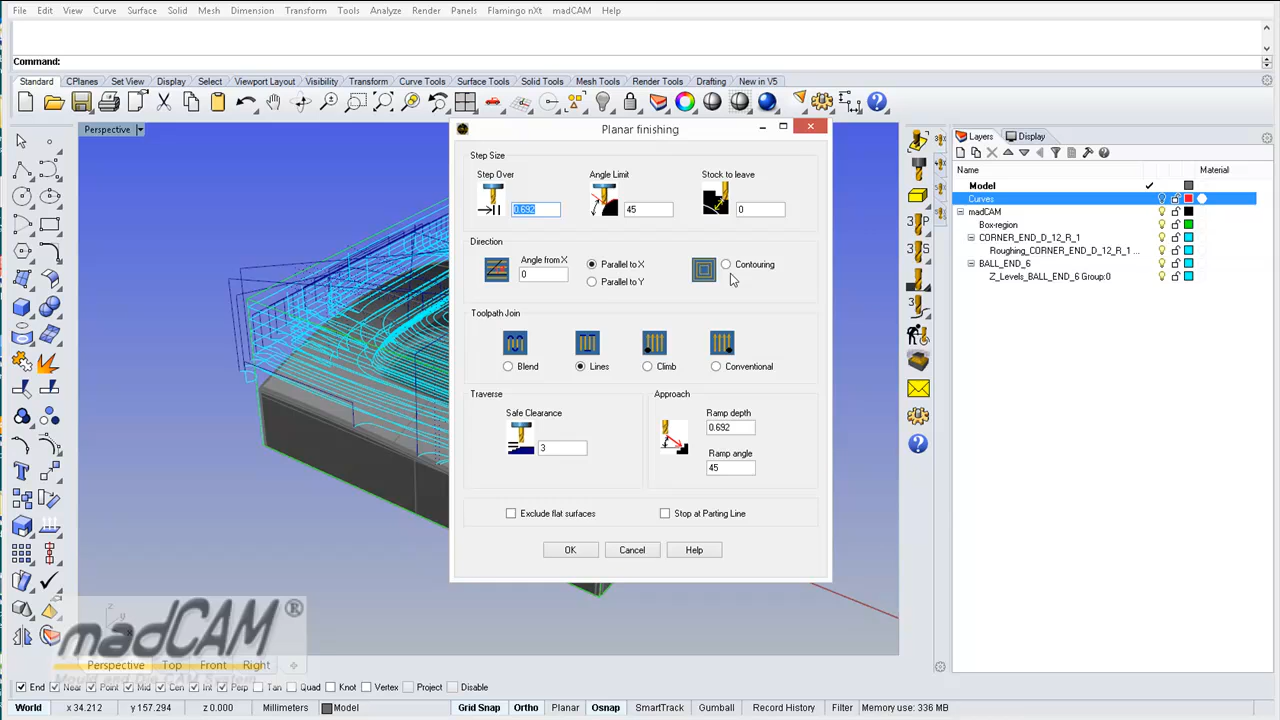 File Edit View Curve Surface Solid Mesh Dimension Transform Tools Analyze Render Panels Flamingo nXt madCAM Help
Command:
Standard CPlanes Set View Display Select Viewport Layout Visibility Transform Curve Tools Surface Tools Solid Tools Mesh Tools Render Tools Drafting New in V5
Perspective
Planar finishing
Step Size
Step Over Angle Limit Stock to leave
0.692 45 0
Direction
Angle from X
0
Parallel to X
Parallel to Y
Contouring
Toolpath Join
Blend Lines Climb Conventional
Traverse
Safe Clearance
3
Approach
Ramp depth
0.692
Ramp angle
45
Exclude flat surfaces Stop at Parting Line
OK Cancel Help
Layers Display
Name Material
Model
Curves
madCAM
Box-region
CORNER_END_D_12_R_1
Roughing_CORNER_END_D_12_R_1 ...
BALL_END_6
Z_Levels_BALL_END_6 Group:0
madCAM®
Mould and Die CAM System
Perspective Top Front Right
End Near Point Mid Cen Int Perp Tan Quad Knot Vertex Project Disable
World x 34.212 y 157.294 z 0.000 Millimeters Model Grid Snap Ortho Planar Osnap SmartTrack Gumball Record History Filter Memory use: 336 MB